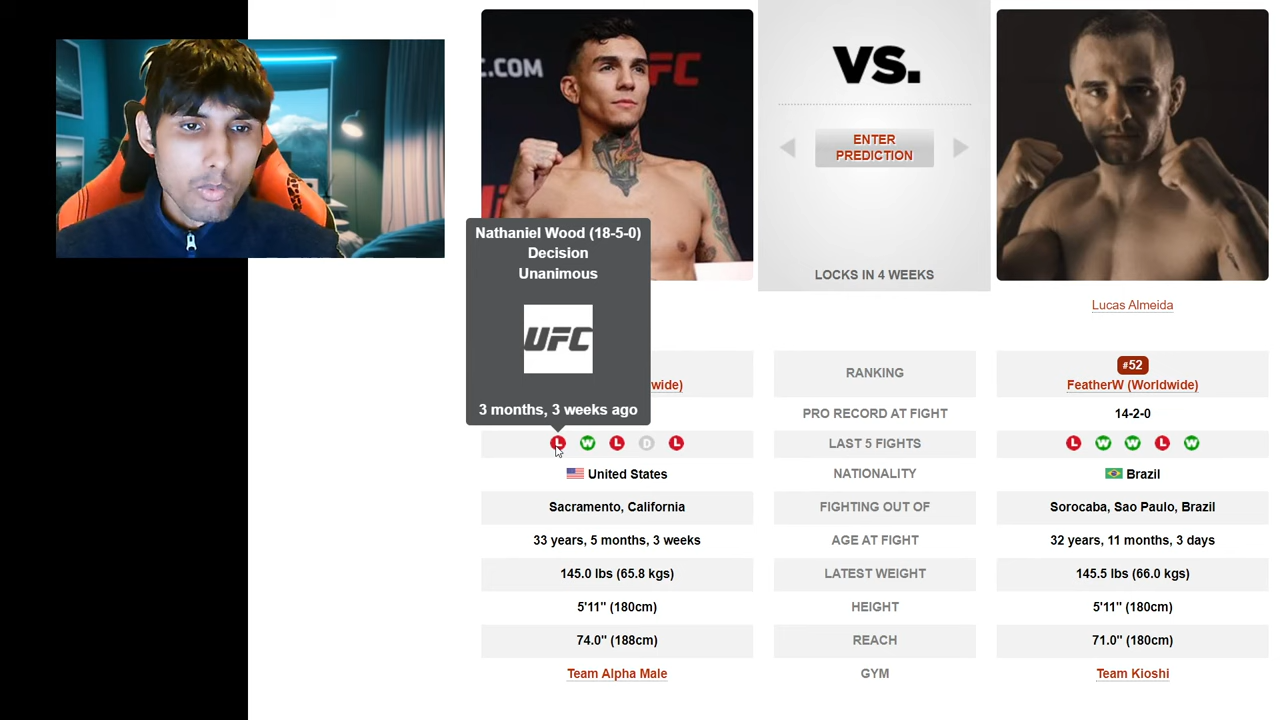 C.COM
UFC
VS.
ENTER
PREDICTION
LOCKS IN 4 WEEKS
Nathaniel Wood (18-5-0)
Decision
Unanimous
UFC
3 months, 3 weeks ago
Lucas Almeida
wide)
RANKING
#52
FeatherW (Worldwide)
PRO RECORD AT FIGHT
14-2-0
L W L D L
LAST 5 FIGHTS
L W W L W
United States
NATIONALITY
Brazil
Sacramento, California
FIGHTING OUT OF
Sorocaba, Sao Paulo, Brazil
33 years, 5 months, 3 weeks
AGE AT FIGHT
32 years, 11 months, 3 days
145.0 lbs (65.8 kgs)
LATEST WEIGHT
145.5 lbs (66.0 kgs)
5'11" (180cm)
HEIGHT
5'11" (180cm)
74.0" (188cm)
REACH
71.0" (180cm)
Team Alpha Male
GYM
Team Kioshi